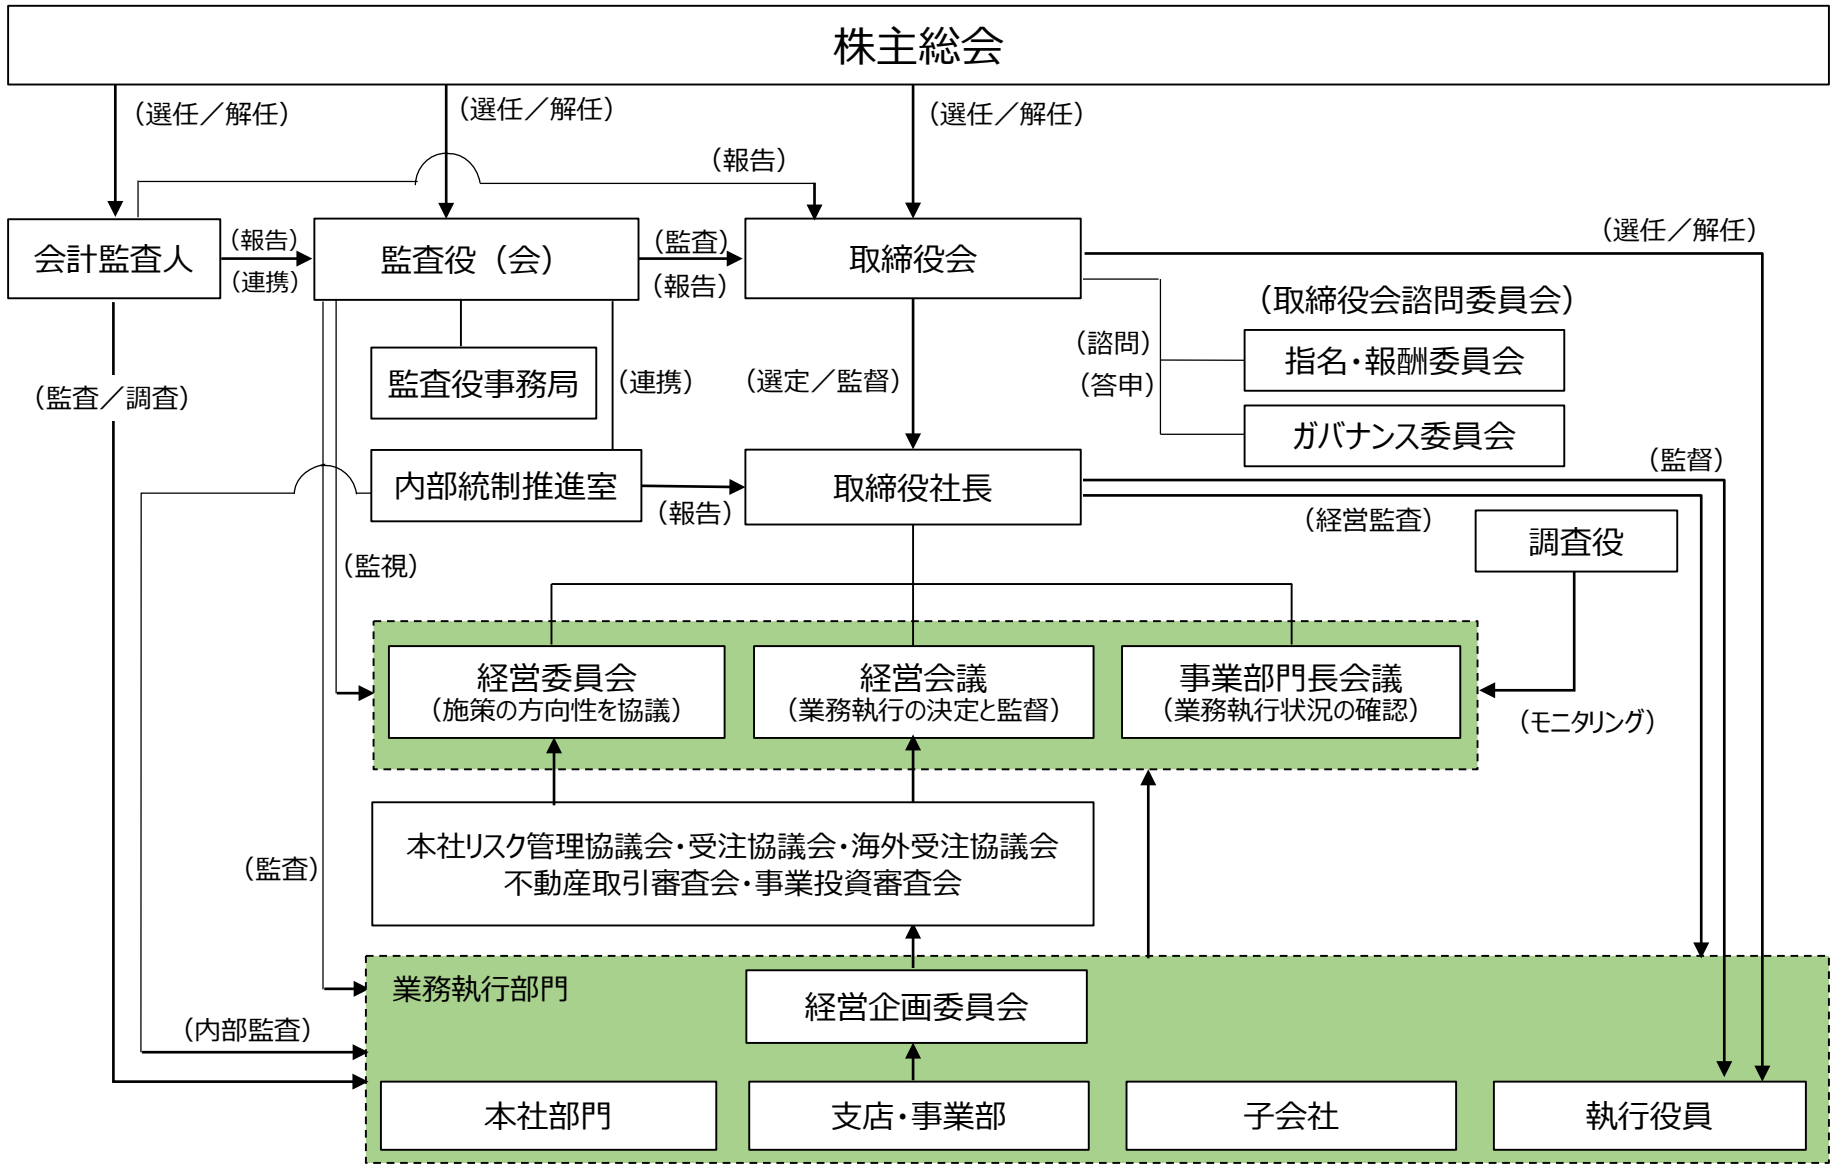 株主総会
（選任／解任）
（選任／解任）
（選任／解任）
（報告）
会計監査人
（報告）
（連携）
監査役（会）
（監査）
（報告）
取締役会
（選任／解任）
（取締役会諮問委員会）
（諮問）
（答申）
指名・報酬委員会
ガバナンス委員会
監査役事務局
（連携）
（選定／監督）
（監査／調査）
内部統制推進室
（報告）
取締役社長
（監督）
（経営監査）
調査役
（監視）
経営委員会
（施策の方向性を協議）
経営会議
（業務執行の決定と監督）
事業部門長会議
（業務執行状況の確認）
（モニタリング）
本社リスク管理協議会・受注協議会・海外受注協議会
不動産取引審査会・事業投資審査会
（監査）
業務執行部門
経営企画委員会
（内部監査）
本社部門
支店・事業部
子会社
執行役員